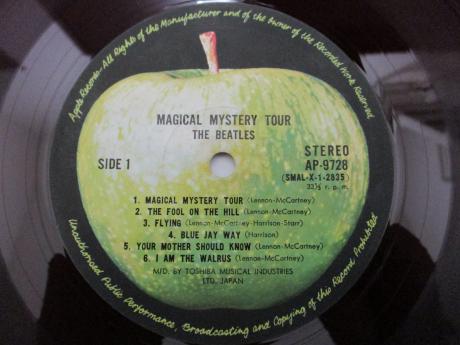 Apple Records-All Rights of the Manufacturer and of the Owner of the Recorded Work Reserved
MAGICAL MYSTERY TOUR
THE BEATLES
SIDE 1
STEREO
AP-9728
(SMAL-X-1-2835)
33⅓ r. p. m.
1. MAGICAL MYSTERY TOUR (Lennon-McCartney)
2. THE FOOL ON THE HILL (Lennon-McCartney)
3. FLYING (Lennon-McCartney-Harrison-Starr)
4. BLUE JAY WAY (Harrison)
5. YOUR MOTHER SHOULD KNOW (Lennon-McCartney)
6. I AM THE WALRUS (Lennon-McCartney)
M/D. BY TOSHIBA MUSICAL INDUSTRIES
LTD. JAPAN
Unauthorized Public Performance, Broadcasting and Copying of this Record Prohibited